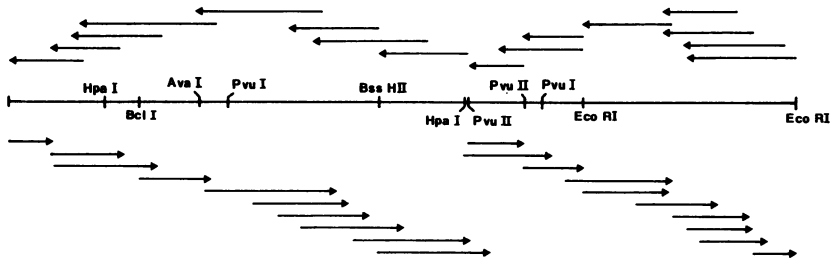 Hpa I
Bcl I
Ava I
Pvu I
Bss HII
Hpa I
Pvu II
Pvu II
Pvu I
Eco RI
Eco RI